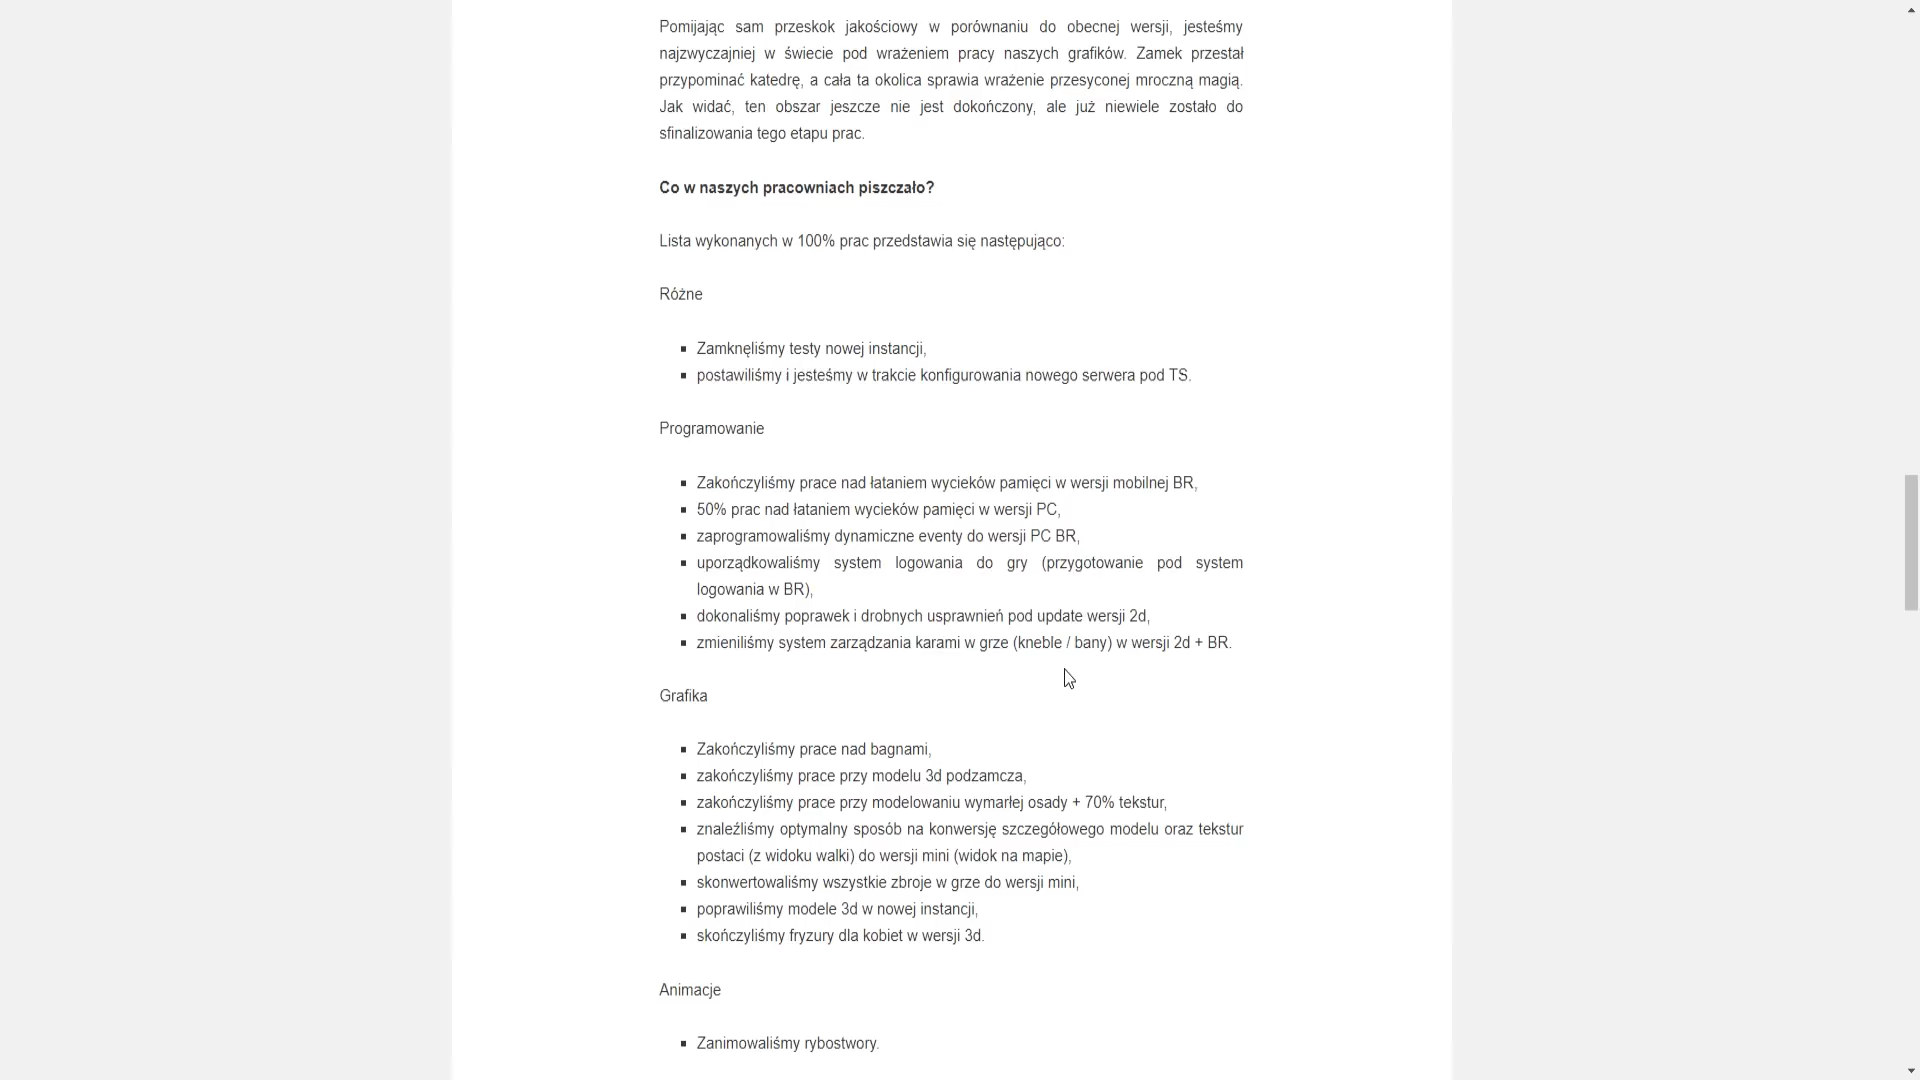 Pomijając sam przeskok jakościowy w porównaniu do obecnej wersji, jesteśmy
najzwyczajniej w świecie pod wrażeniem pracy naszych grafików. Zamek przestał
przypominać katedrę, a cała ta okolica sprawia wrażenie przesyconej mroczną magią.
Jak widać, ten obszar jeszcze nie jest dokończony, ale już niewiele zostało do
sfinalizowania tego etapu prac.
Co w naszych pracowniach piszczało?
Lista wykonanych w 100% prac przedstawia się następująco:
Różne
Zamknęliśmy testy nowej instancji,
postawiliśmy i jesteśmy w trakcie konfigurowania nowego serwera pod TS.
Programowanie
Zakończyliśmy prace nad łataniem wycieków pamięci w wersji mobilnej BR,
50% prac nad łataniem wycieków pamięci w wersji PC,
zaprogramowaliśmy dynamiczne eventy do wersji PC BR,
uporządkowaliśmy system logowania do gry (przygotowanie pod system
logowania w BR),
dokonaliśmy poprawek i drobnych usprawnień pod update wersji 2d,
zmieniliśmy system zarządzania karami w grze (kneble / bany) w wersji 2d + BR.
Grafika
Zakończyliśmy prace nad bagnami,
zakończyliśmy prace przy modelu 3d podzamcza,
zakończyliśmy prace przy modelowaniu wymarłej osady + 70% tekstur,
znaleźliśmy optymalny sposób na konwersję szczegółowego modelu oraz tekstur
postaci (z widoku walki) do wersji mini (widok na mapie),
skonwertowaliśmy wszystkie zbroje w grze do wersji mini,
poprawiliśmy modele 3d w nowej instancji,
skończyliśmy fryzury dla kobiet w wersji 3d.
Animacje
Zanimowaliśmy rybostwory.